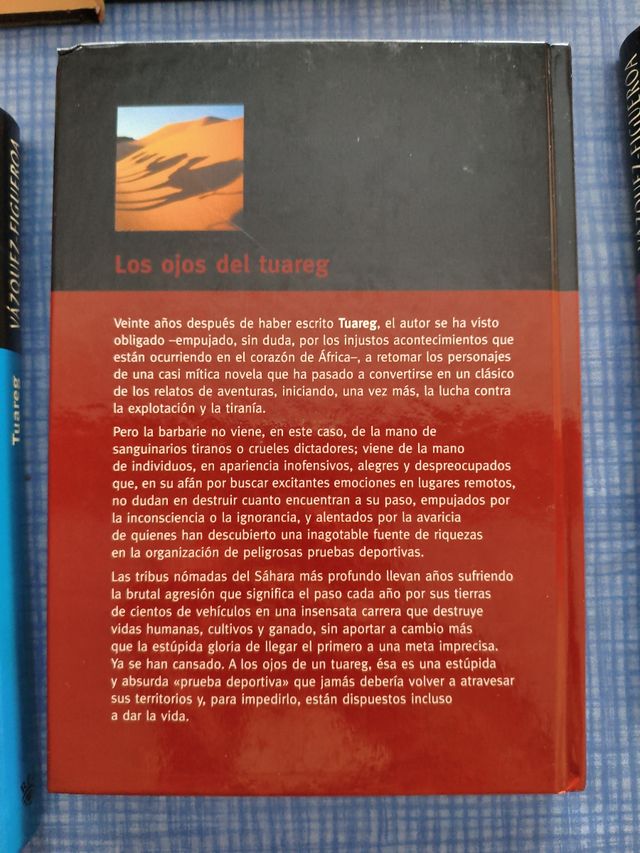 Los ojos del tuareg
Veinte años después de haber escrito Tuareg, el autor se ha visto
obligado –empujado, sin duda, por los injustos acontecimientos que
están ocurriendo en el corazón de África–, a retomar los personajes
de una casi mítica novela que ha pasado a convertirse en un clásico
de los relatos de aventuras, iniciando, una vez más, la lucha contra
la explotación y la tiranía.
Pero la barbarie no viene, en este caso, de la mano de
sanguinarios tiranos o crueles dictadores; viene de la mano
de individuos, en apariencia inofensivos, alegres y despreocupados
que, en su afán por buscar excitantes emociones en lugares remotos,
no dudan en destruir cuanto encuentran a su paso, empujados por
la inconsciencia o la ignorancia, y alentados por la avaricia
de quienes han descubierto una inagotable fuente de riquezas
en la organización de peligrosas pruebas deportivas.
Las tribus nómadas del Sáhara más profundo llevan años sufriendo
la brutal agresión que significa el paso cada año por sus tierras
de cientos de vehículos en una insensata carrera que destruye
vidas humanas, cultivos y ganado, sin aportar a cambio más
que la estúpida gloria de llegar el primero a una meta imprecisa.
Ya se han cansado. A los ojos de un tuareg, ésa es una estúpida
y absurda «prueba deportiva» que jamás debería volver a atravesar
sus territorios y, para impedirlo, están dispuestos incluso
a dar la vida.
VÁZQUEZ-FIGUEROA
Tuareg